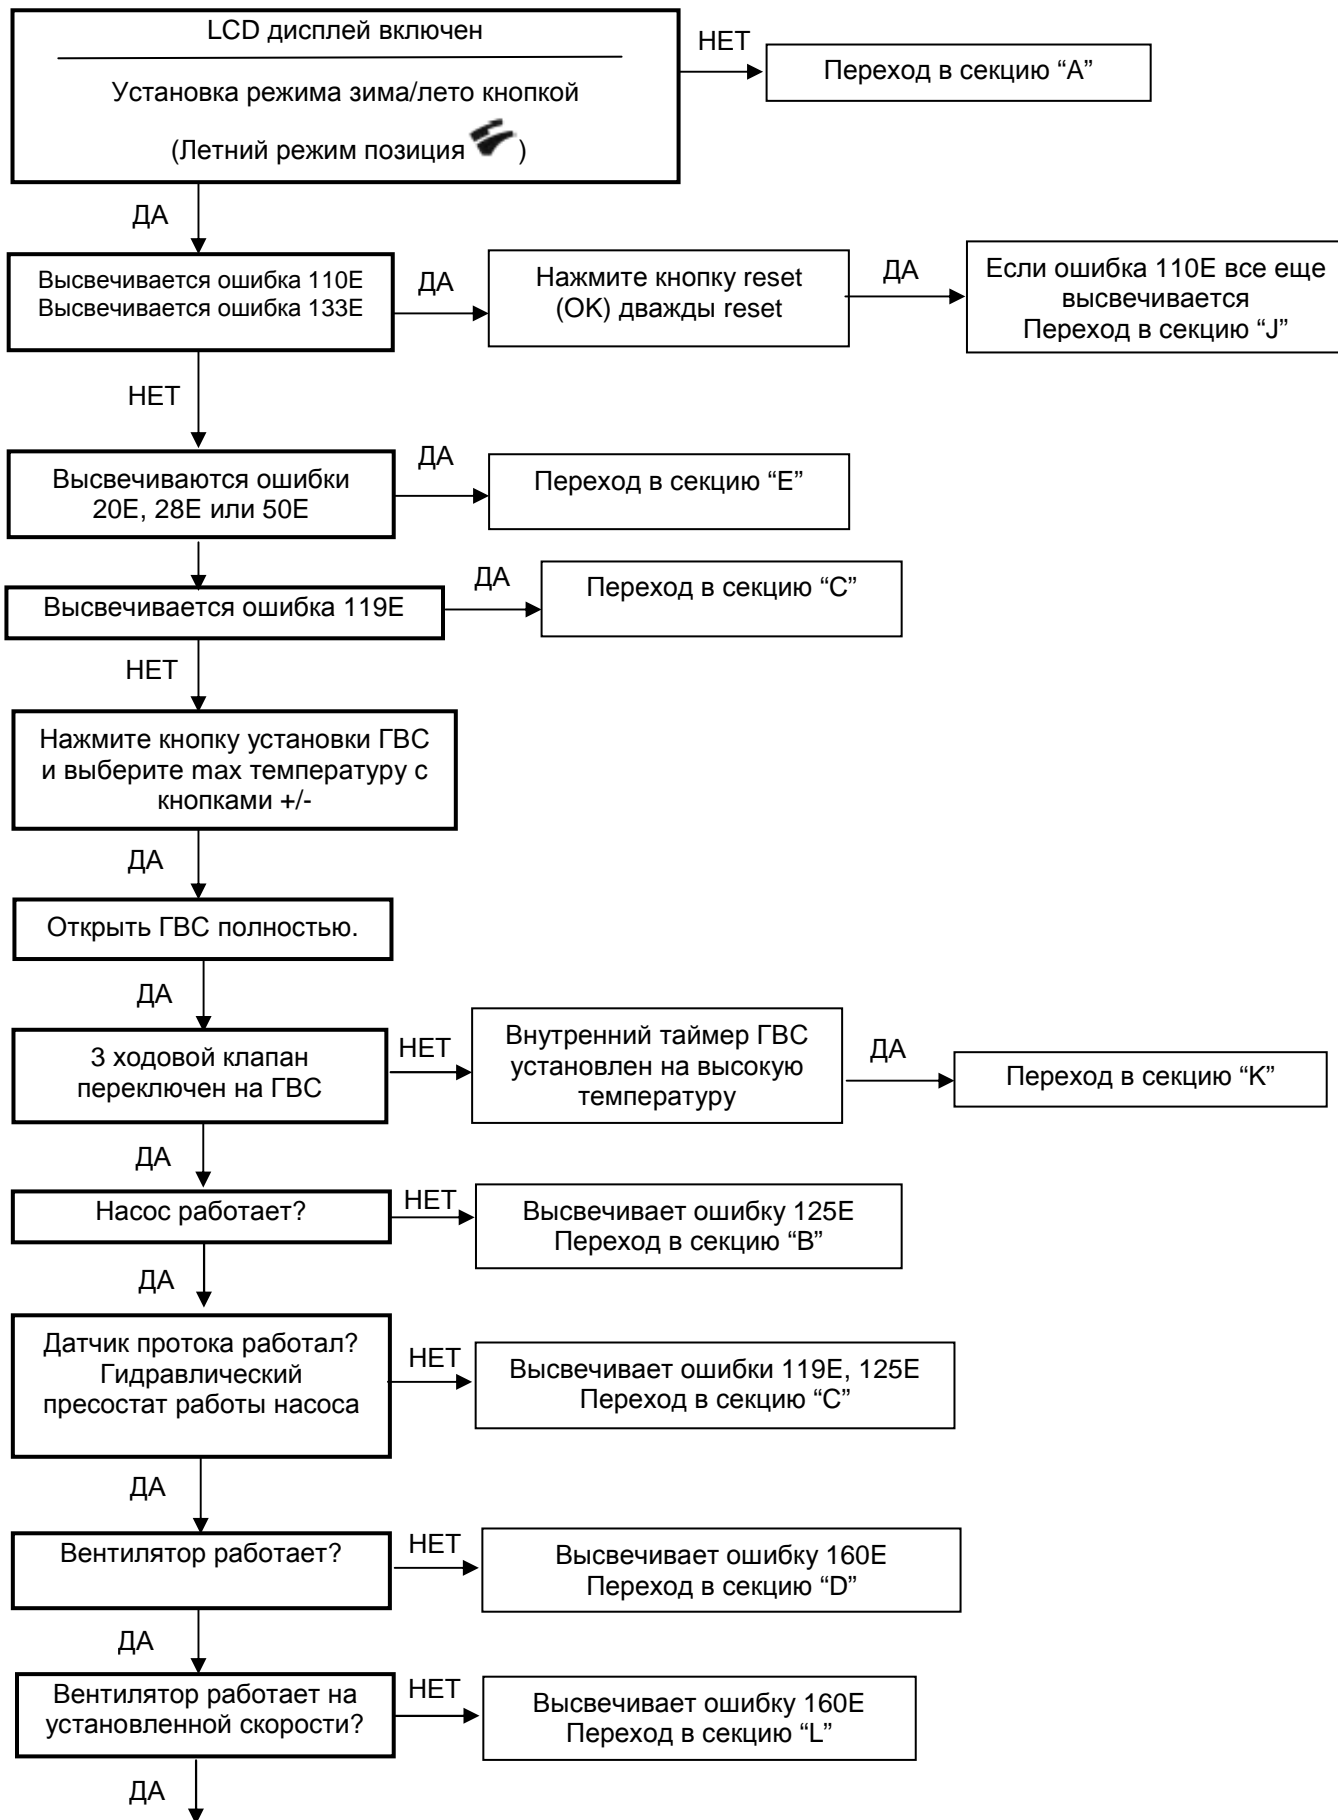 LCD дисплей включен
НЕТ
Переход в секцию “A”
Установка режима зима/лето кнопкой
(Летний режим позиция )
ДА
Высвечивается ошибка 110E
Высвечивается ошибка 133E
ДА
Нажмите кнопку reset
(OK) дважды reset
ДА
Если ошибка 110E все еще
высвечивается
Переход в секцию “J”
НЕТ
Высвечиваются ошибки
20E, 28E или 50E
ДА
Переход в секцию “E”
Высвечивается ошибка 119E
ДА
Переход в секцию “C”
НЕТ
Нажмите кнопку установки ГВС
и выберите max температуру с
кнопками +/-
ДА
Открыть ГВС полностью.
ДА
3 ходовой клапан
переключен на ГВС
НЕТ
Внутренний таймер ГВС
установлен на высокую
температуру
ДА
Переход в секцию “K”
ДА
Насос работает?
НЕТ
Высвечивает ошибку 125E
Переход в секцию “B”
ДА
Датчик протока работал?
Гидравлический
пресостат работы насоса
НЕТ
Высвечивает ошибки 119E, 125E
Переход в секцию “C”
ДА
Вентилятор работает?
НЕТ
Высвечивает ошибку 160E
Переход в секцию “D”
ДА
Вентилятор работает на
установленной скорости?
НЕТ
Высвечивает ошибку 160E
Переход в секцию “L”
ДА